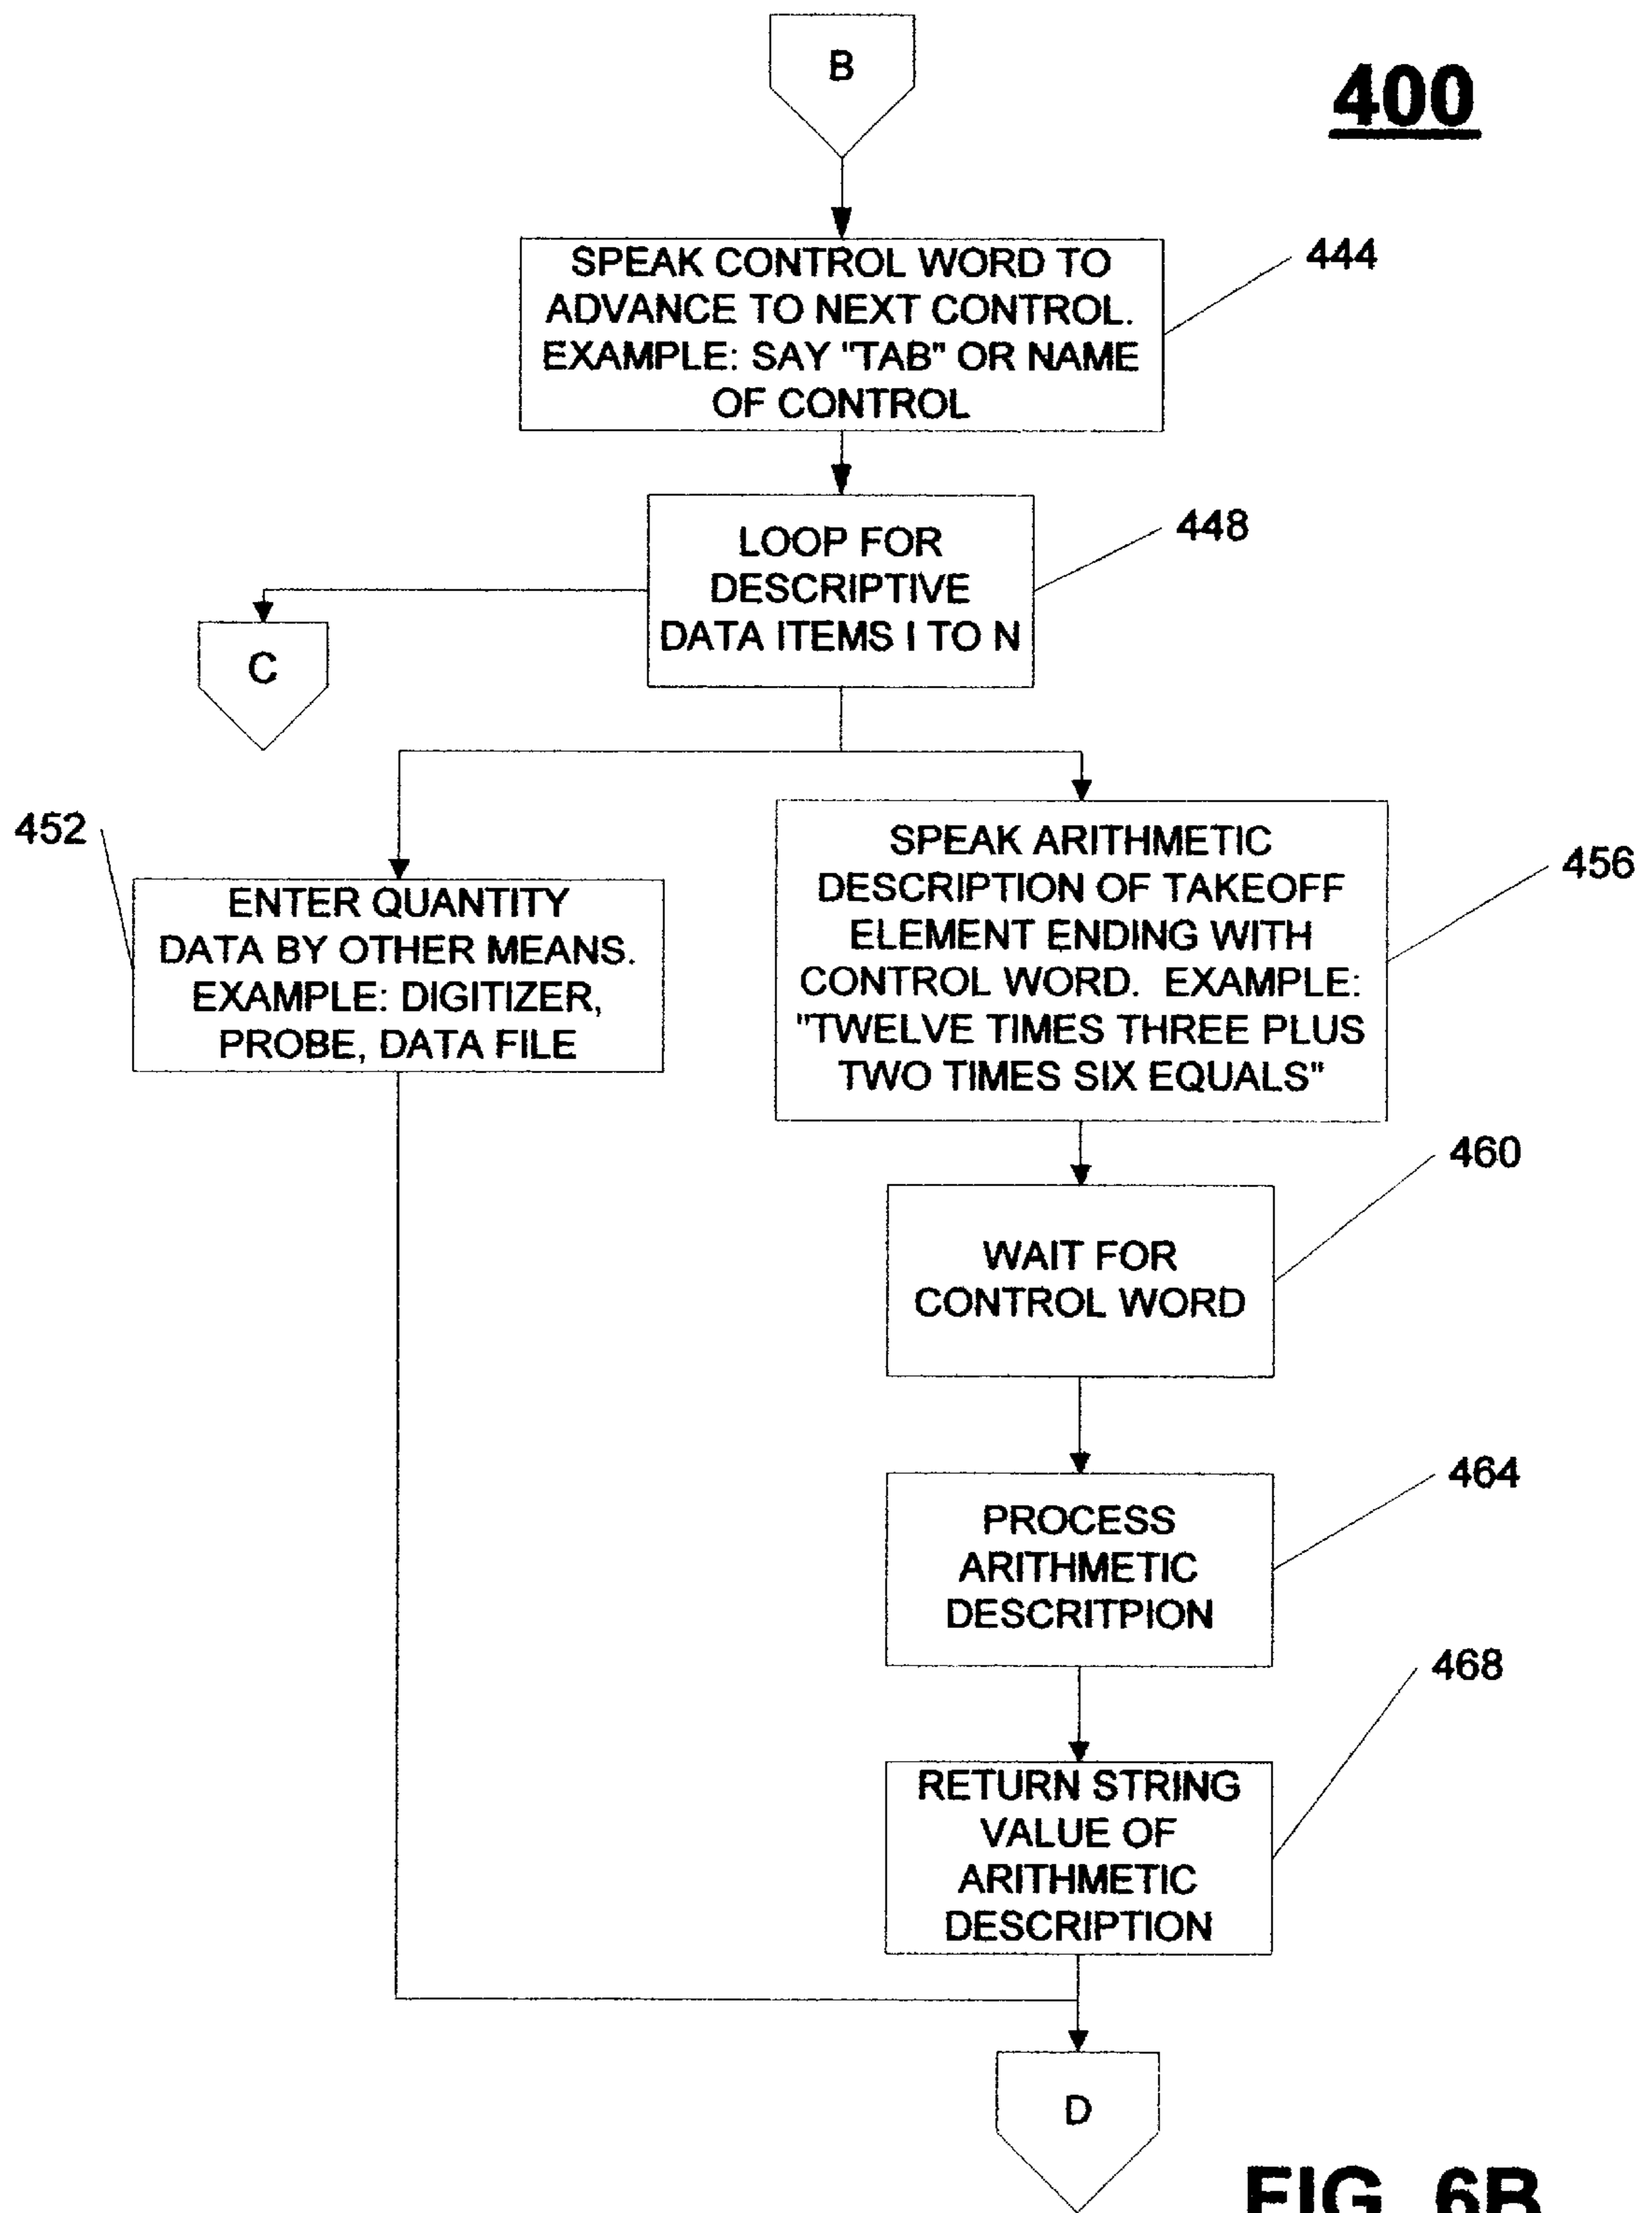 B
400
SPEAK CONTROL WORD TO
ADVANCE TO NEXT CONTROL.
EXAMPLE: SAY "TAB" OR NAME
OF CONTROL
444
LOOP FOR
DESCRIPTIVE
DATA ITEMS I TO N
448
C
452
ENTER QUANTITY
DATA BY OTHER MEANS.
EXAMPLE: DIGITIZER,
PROBE, DATA FILE
SPEAK ARITHMETIC
DESCRIPTION OF TAKEOFF
ELEMENT ENDING WITH
CONTROL WORD. EXAMPLE:
"TWELVE TIMES THREE PLUS
TWO TIMES SIX EQUALS"
456
WAIT FOR
CONTROL WORD
460
PROCESS
ARITHMETIC
DESCRITPION
464
RETURN STRING
VALUE OF
ARITHMETIC
DESCRIPTION
468
D
FIG. 6B